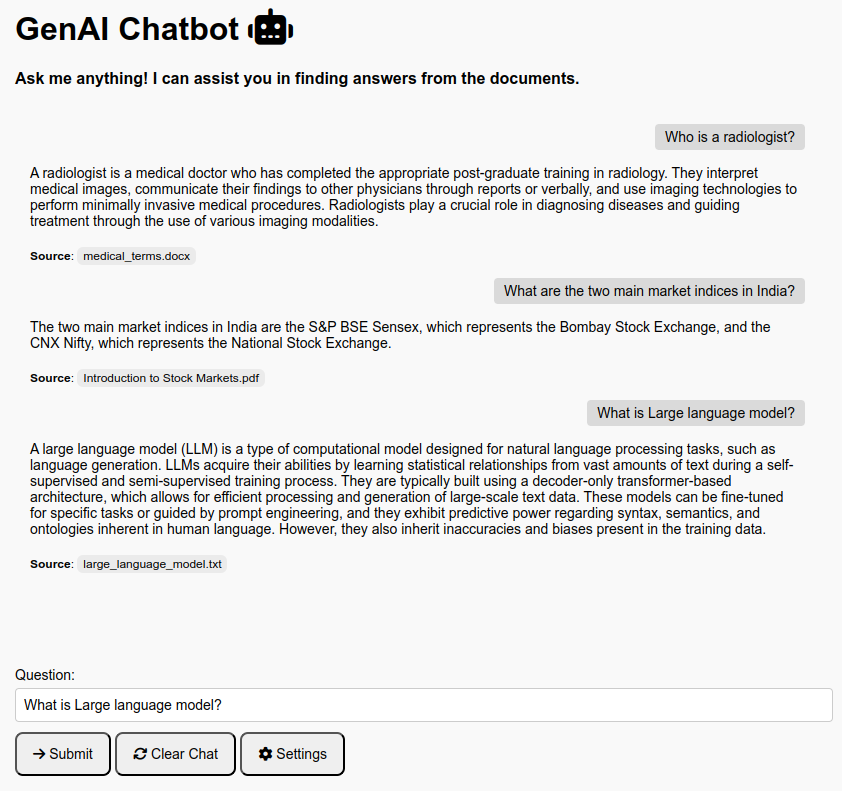 GenAI Chatbot
Ask me anything! I can assist you in finding answers from the documents.
Who is a radiologist?
A radiologist is a medical doctor who has completed the appropriate post-graduate training in radiology. They interpret
medical images, communicate their findings to other physicians through reports or verbally, and use imaging technologies to
perform minimally invasive medical procedures. Radiologists play a crucial role in diagnosing diseases and guiding
treatment through the use of various imaging modalities.
Source: medical_terms.docx
What are the two main market indices in India?
The two main market indices in India are the S&P BSE Sensex, which represents the Bombay Stock Exchange, and the
CNX Nifty, which represents the National Stock Exchange.
Source: Introduction to Stock Markets.pdf
What is Large language model?
A large language model (LLM) is a type of computational model designed for natural language processing tasks, such as
language generation. LLMs acquire their abilities by learning statistical relationships from vast amounts of text during a self-
supervised and semi-supervised training process. They are typically built using a decoder-only transformer-based
architecture, which allows for efficient processing and generation of large-scale text data. These models can be fine-tuned
for specific tasks or guided by prompt engineering, and they exhibit predictive power regarding syntax, semantics, and
ontologies inherent in human language. However, they also inherit inaccuracies and biases present in the training data.
Source: large_language_model.txt
Question:
What is Large language model?
Submit Clear Chat Settings